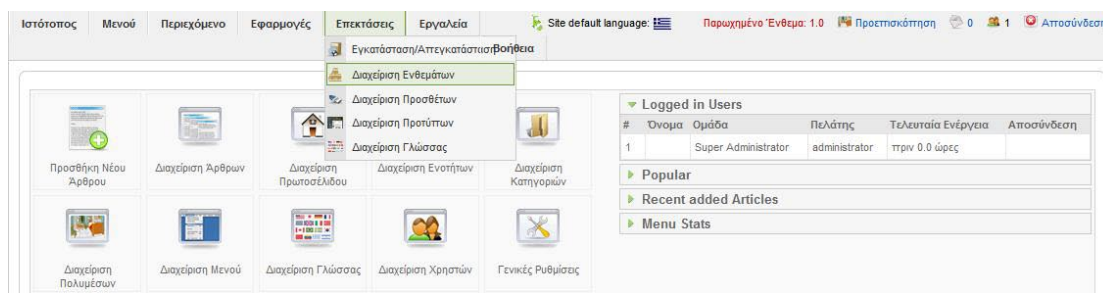 Ιστότοπος Μενού Περιεχόμενο Εφαρμογές Επεκτάσεις Εργαλεία Site default language: Παρωχημένο Ένθεμα: 1.0 Προεπισκόπηση 0 1 Αποσύνδεση
Εγκατάσταση/Απεγκατάσταση Βοήθεια
Διαχείριση Ενθεμάτων
Διαχείριση Προσθέτων
Διαχείριση Προτύπων
Διαχείριση Γλώσσας
Προσθήκη Νέου Άρθρου
Διαχείριση Άρθρων
Διαχείριση Πρωτοσέλιδου
Διαχείριση Ενοτήτων
Διαχείριση Κατηγοριών
Διαχείριση Πολυμέσων
Διαχείριση Μενού
Διαχείριση Γλώσσας
Διαχείριση Χρηστών
Γενικές Ρυθμίσεις
Logged in Users
# Όνομα Ομάδα Πελάτης Τελευταία Ενέργεια Αποσύνδεση
1 Super Administrator administrator πριν 0.0 ώρες
Popular
Recent added Articles
Menu Stats